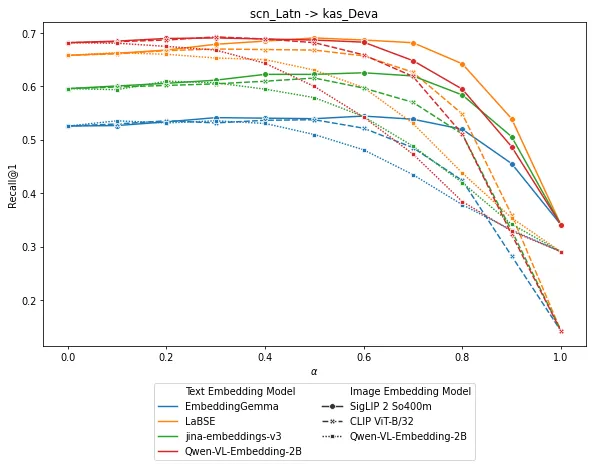 scn_Latn -> kas_Deva
Recall@1
0.7
0.6
0.5
0.4
0.3
0.2
0.0 0.2 0.4 0.6 0.8 1.0
α
Text Embedding Model
EmbeddingGemma
LaBSE
jina-embeddings-v3
Qwen-VL-Embedding-2B
Image Embedding Model
SigLIP 2 So400m
CLIP ViT-B/32
Qwen-VL-Embedding-2B